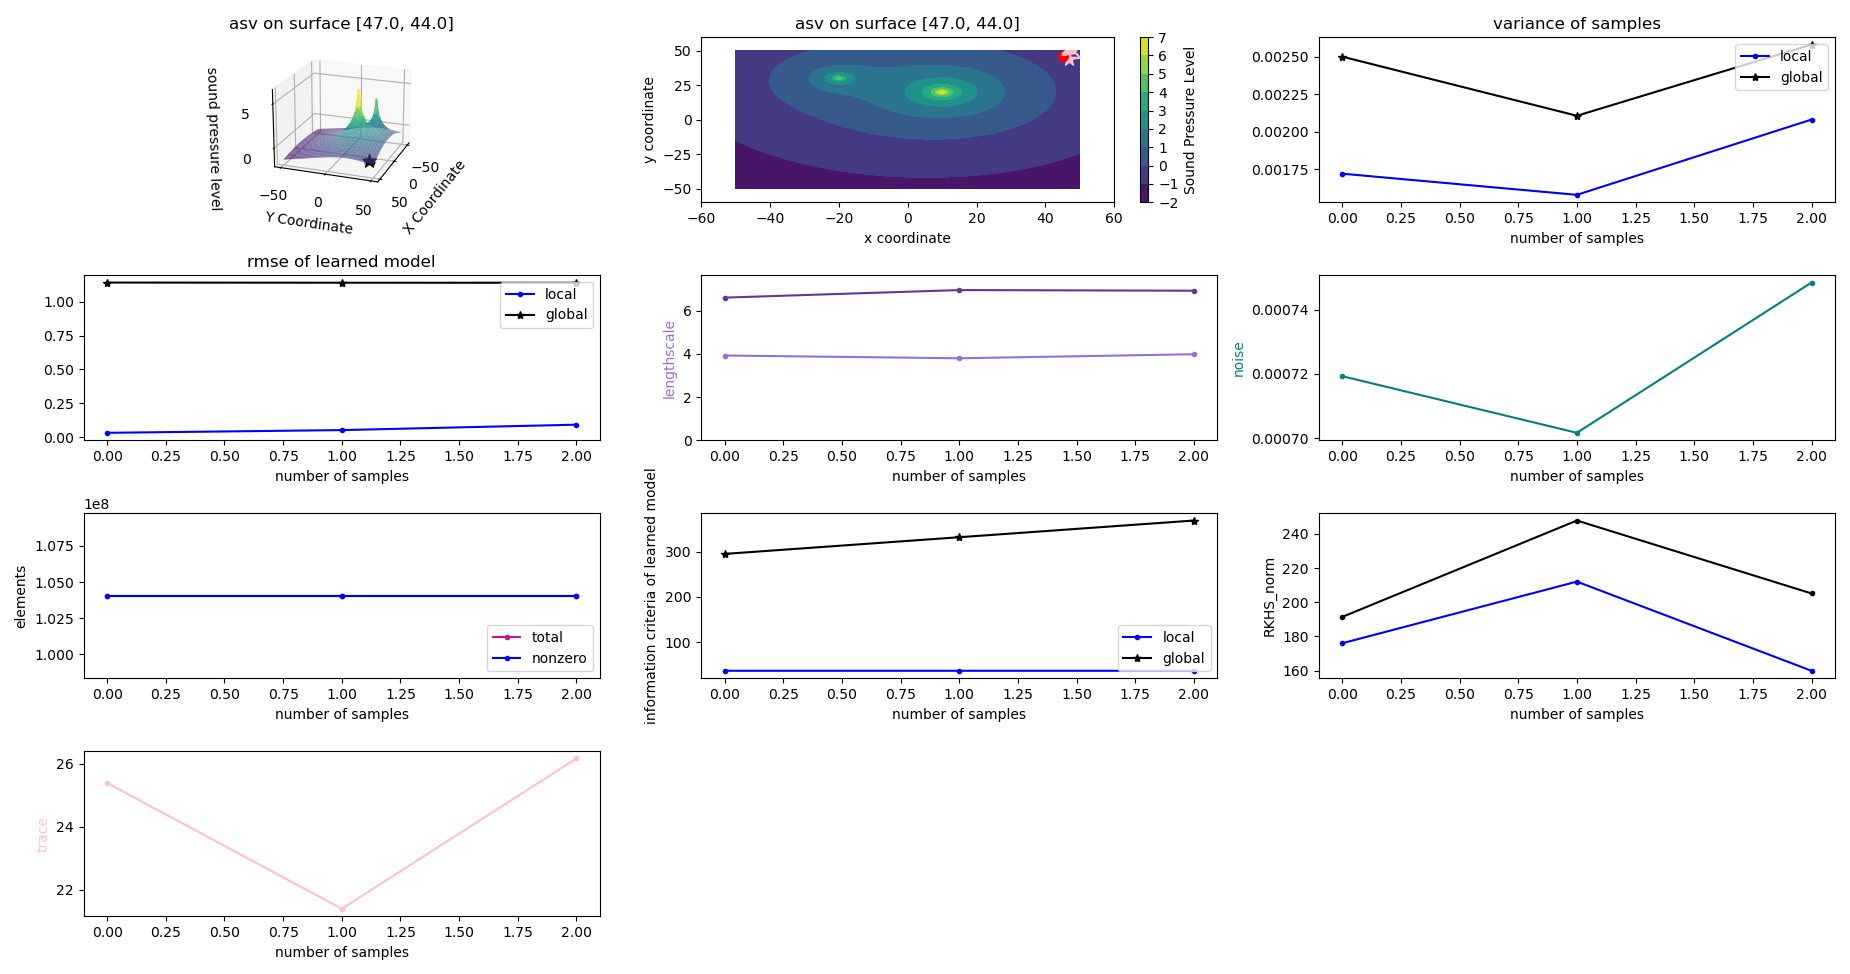 asv on surface [47.0, 44.0]
sound pressure level
5
0
−50
0
50
Y Coordinate
−50
0
50
X Coordinate
asv on surface [47.0, 44.0]
y coordinate
50
25
0
−25
−50
−60 −40 −20 0 20 40 60
x coordinate
7
6
5
4
3
2
1
0
−1
−2
Sound Pressure Level
variance of samples
0.00250
0.00225
0.00200
0.00175
local
global
0.00 0.25 0.50 0.75 1.00 1.25 1.50 1.75 2.00
number of samples
rmse of learned model
1.00
0.75
0.50
0.25
0.00
local
global
0.00 0.25 0.50 0.75 1.00 1.25 1.50 1.75 2.00
number of samples
lengthscale
6
4
2
0
0.00 0.25 0.50 0.75 1.00 1.25 1.50 1.75 2.00
number of samples
noise
0.00074
0.00072
0.00070
0.00 0.25 0.50 0.75 1.00 1.25 1.50 1.75 2.00
number of samples
1e8
elements
1.075
1.050
1.025
1.000
total
nonzero
0.00 0.25 0.50 0.75 1.00 1.25 1.50 1.75 2.00
number of samples
information criteria of learned model
300
200
100
local
global
0.00 0.25 0.50 0.75 1.00 1.25 1.50 1.75 2.00
number of samples
RKHS_norm
240
220
200
180
160
0.00 0.25 0.50 0.75 1.00 1.25 1.50 1.75 2.00
number of samples
trace
26
24
22
0.00 0.25 0.50 0.75 1.00 1.25 1.50 1.75 2.00
number of samples